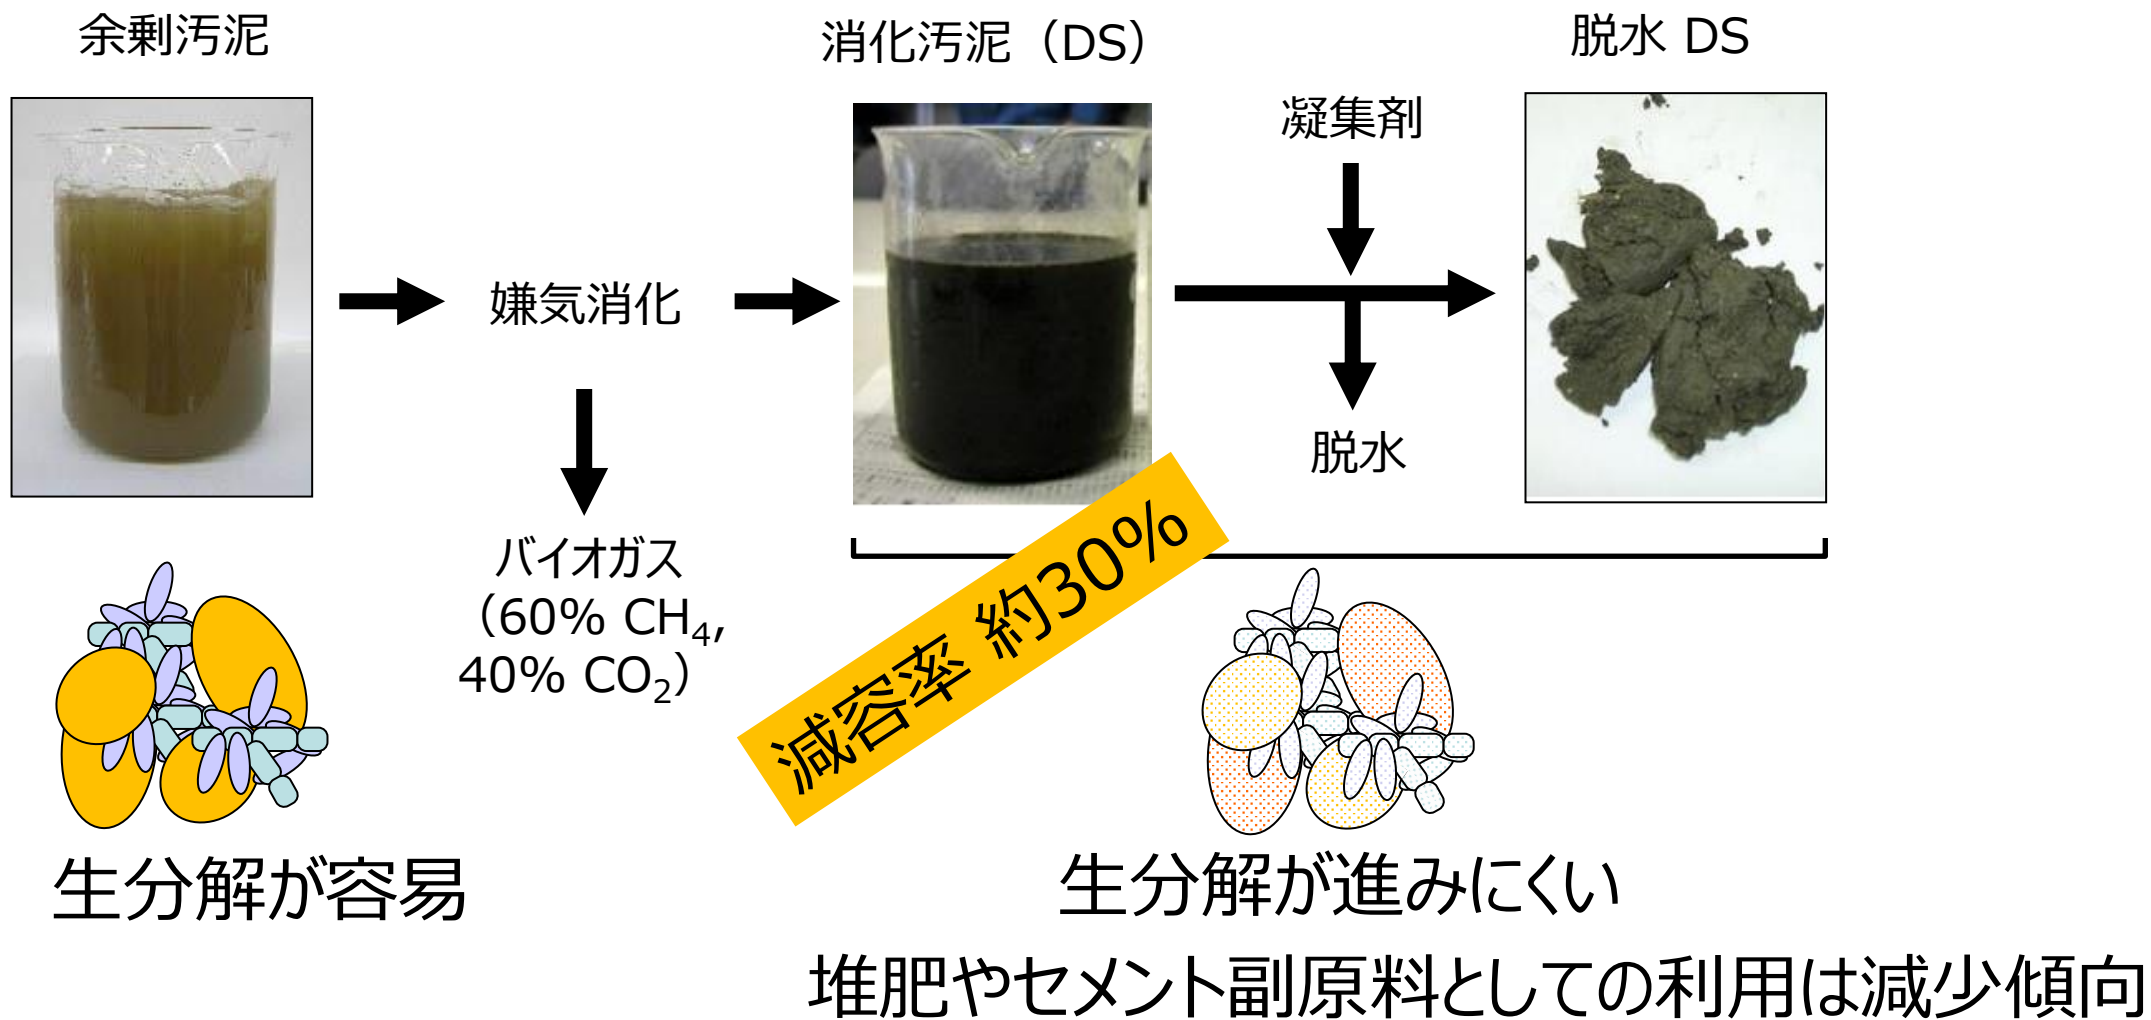 余剰汚泥
消化汚泥（DS）
脱水 DS
凝集剤
嫌気消化
脱水
バイオガス
（60% CH₄,
40% CO₂）
減容率 約30%
生分解が容易
生分解が進みにくい
堆肥やセメント副原料としての利用は減少傾向